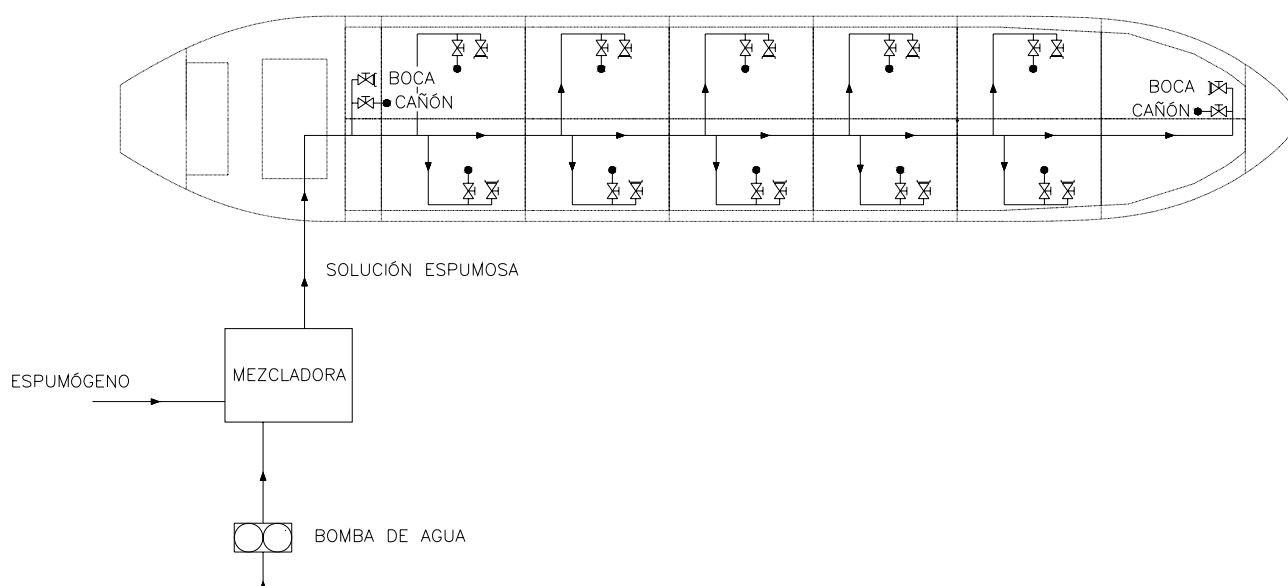 BOCA
CAÑÓN
BOCA
CAÑÓN
SOLUCIÓN ESPUMOSA
ESPUMÓGENO
MEZCLADORA
BOMBA DE AGUA